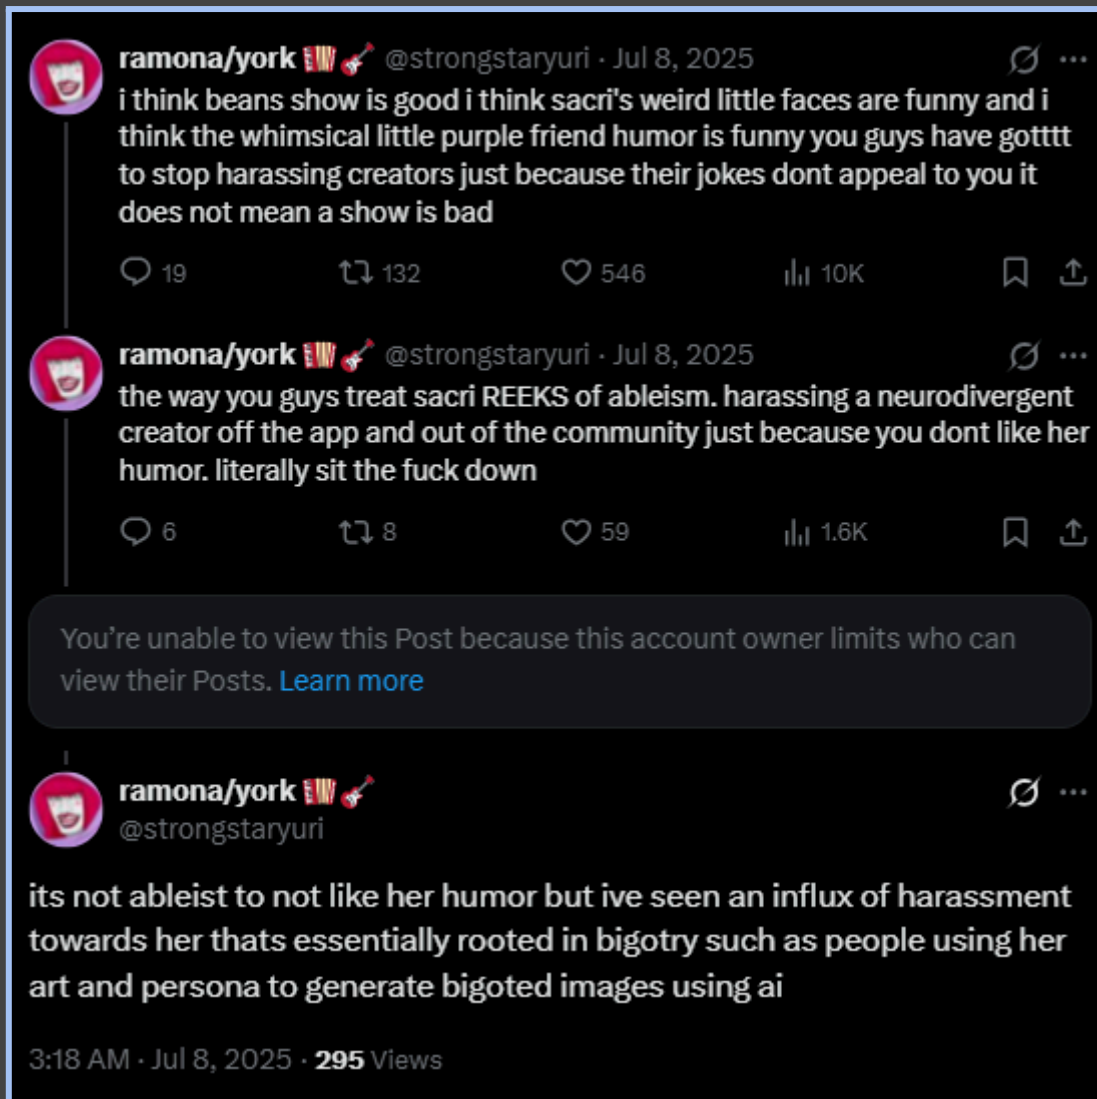 ramona/york 🪗🎸 @strongstaryuri · Jul 8, 2025
i think beans show is good i think sacri's weird little faces are funny and i
think the whimsical little purple friend humor is funny you guys have gotttt
to stop harassing creators just because their jokes dont appeal to you it
does not mean a show is bad
19 132 546 10K
ramona/york 🪗🎸 @strongstaryuri · Jul 8, 2025
the way you guys treat sacri REEKS of ableism. harassing a neurodivergent
creator off the app and out of the community just because you dont like her
humor. literally sit the fuck down
6 8 59 1.6K
You’re unable to view this Post because this account owner limits who can
view their Posts. Learn more
ramona/york 🪗🎸
@strongstaryuri
its not ableist to not like her humor but ive seen an influx of harassment
towards her thats essentially rooted in bigotry such as people using her
art and persona to generate bigoted images using ai
3:18 AM · Jul 8, 2025 · 295 Views